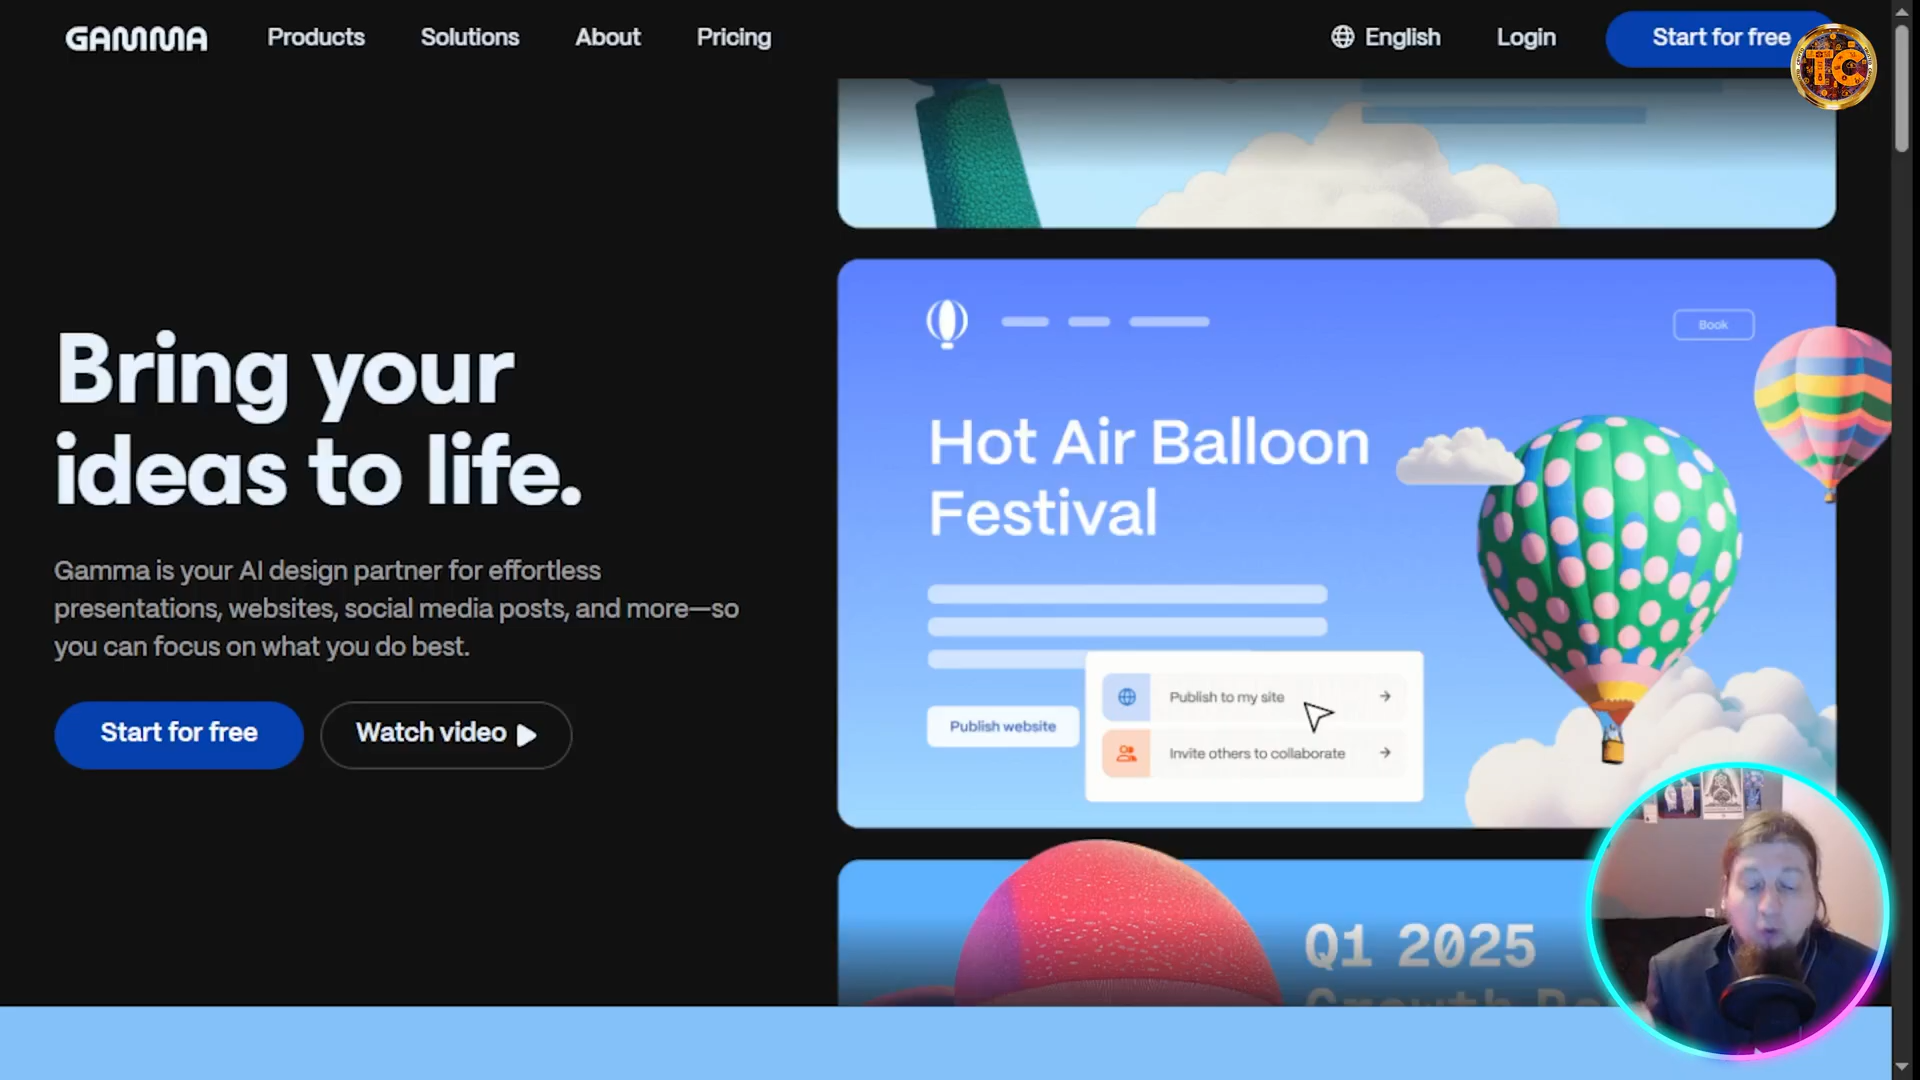 GAMMA
Products
Solutions
About
Pricing
English
Login
Start for free
TC
Bring your
ideas to life.
Gamma is your AI design partner for effortless
presentations, websites, social media posts, and more—so
you can focus on what you do best.
Start for free
Watch video
Book
Hot Air Balloon
Festival
Publish website
Publish to my site
Invite others to collaborate
Q1 2025